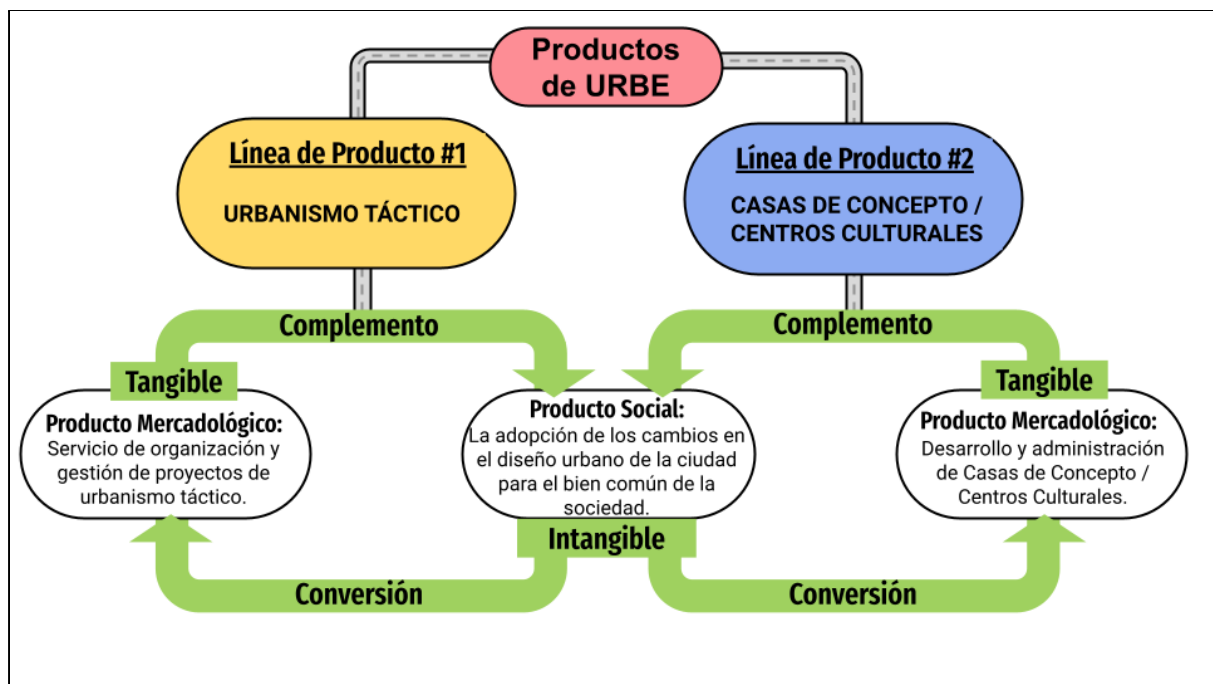 Productos
de URBE
Línea de Producto #1
URBANISMO TÁCTICO
Línea de Producto #2
CASAS DE CONCEPTO /
CENTROS CULTURALES
Complemento
Complemento
Tangible
Tangible
Producto Mercadológico:
Servicio de organización y
gestión de proyectos de
urbanismo táctico.
Producto Social:
La adopción de los cambios en
el diseño urbano de la ciudad
para el bien común de la
sociedad.
Producto Mercadológico:
Desarrollo y administración
de Casas de Concepto /
Centros Culturales.
Intangible
Conversión
Conversión